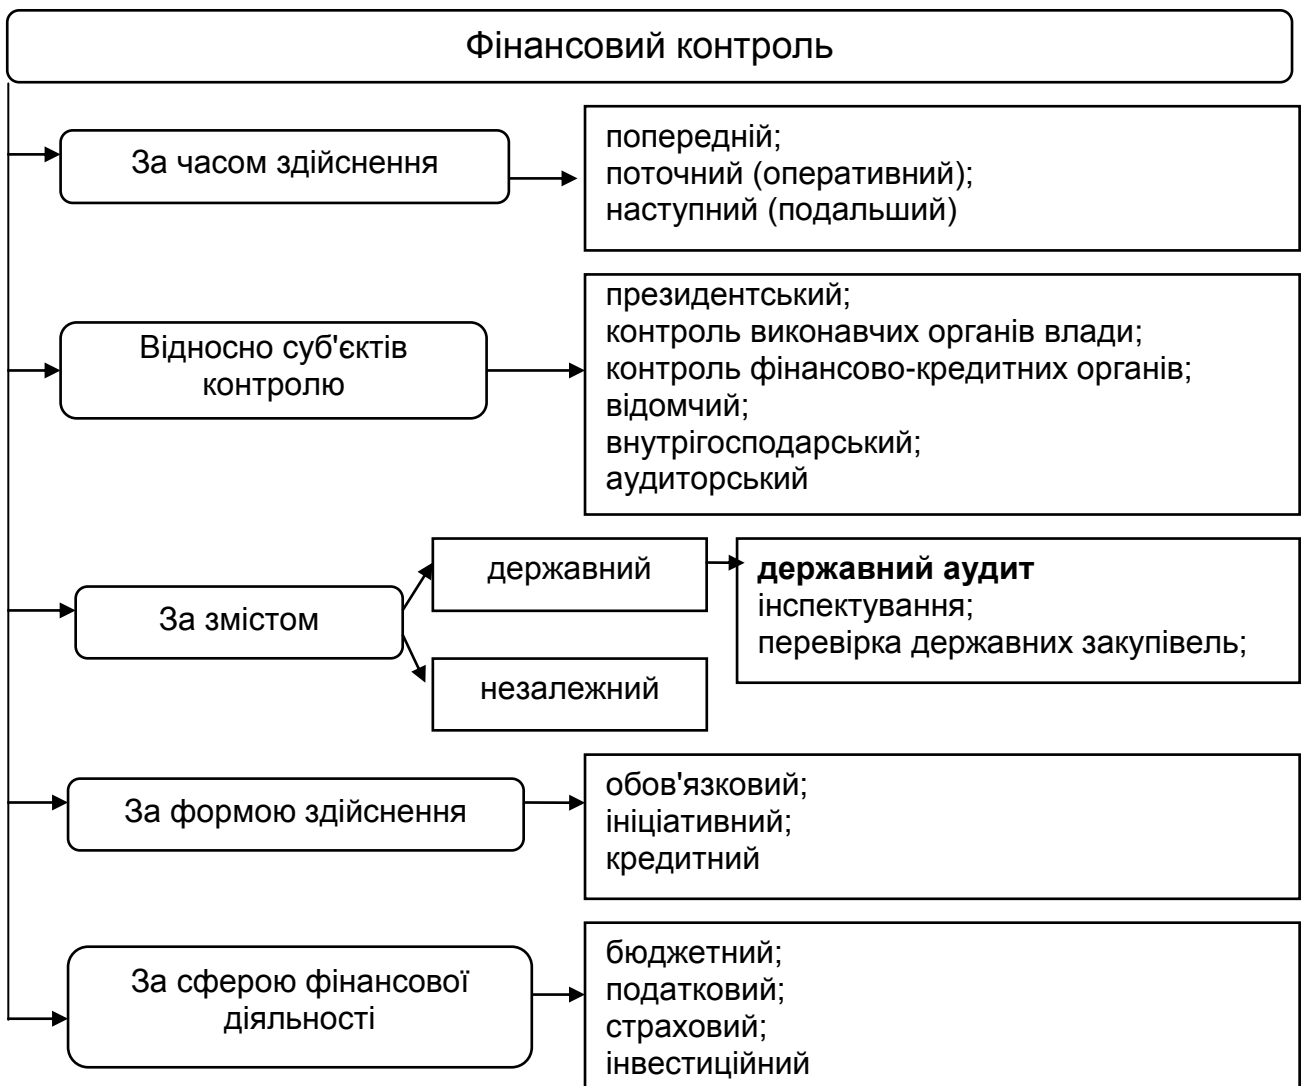 Фінансовий контроль
За часом здійснення
попередній;
поточний (оперативний);
наступний (подальший)
Відносно суб'єктів
контролю
президентський;
контроль виконавчих органів влади;
контроль фінансово-кредитних органів;
відомчий;
внутрігосподарський;
аудиторський
За змістом
державний
державний аудит
інспектування;
перевірка державних закупівель;
незалежний
За формою здійснення
обов'язковий;
ініціативний;
кредитний
За сферою фінансової
діяльності
бюджетний;
податковий;
страховий;
інвестиційний